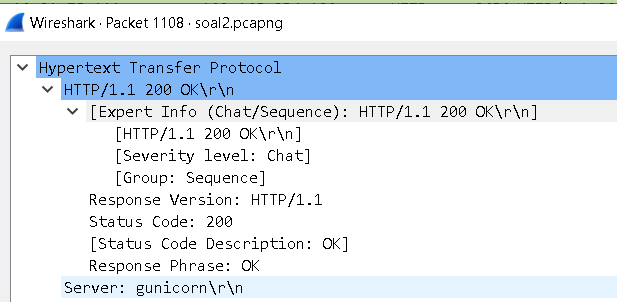 Wireshark · Packet 1108 · soal2.pcapng
Hypertext Transfer Protocol
HTTP/1.1 200 OK\r\n
[Expert Info (Chat/Sequence): HTTP/1.1 200 OK\r\n]
[HTTP/1.1 200 OK\r\n]
[Severity level: Chat]
[Group: Sequence]
Response Version: HTTP/1.1
Status Code: 200
[Status Code Description: OK]
Response Phrase: OK
Server: gunicorn\r\n